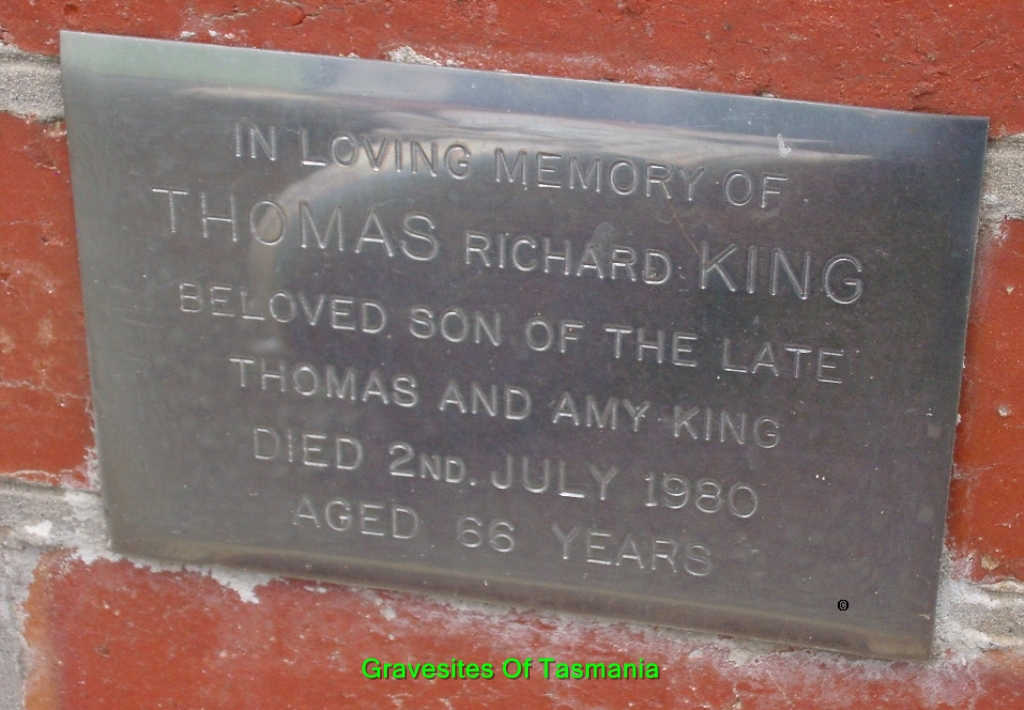 IN LOVING MEMORY OF
THOMAS RICHARD KING
BELOVED SON OF THE LATE
THOMAS AND AMY KING
DIED 2ND. JULY 1980
AGED 66 YEARS
©
Gravesites Of Tasmania